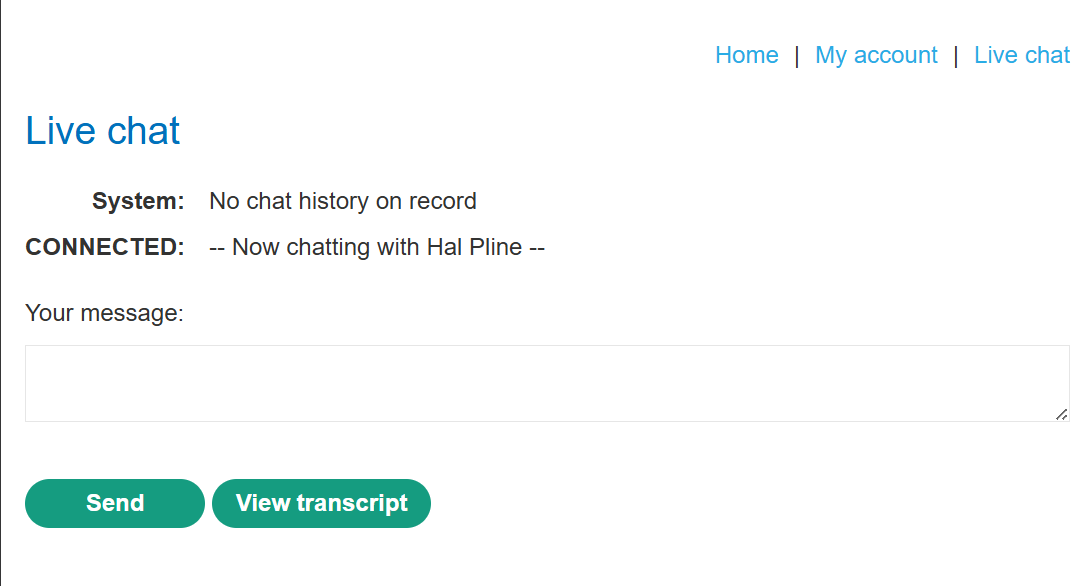 Home | My account | Live chat
Live chat
System: No chat history on record
CONNECTED: -- Now chatting with Hal Pline --
Your message:
Send View transcript